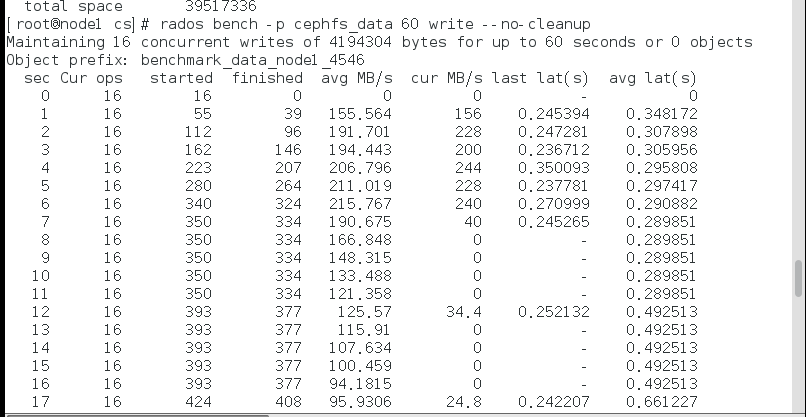 total space     39517336
[root@node1 cs]# rados bench -p cephfs_data 60 write --no-cleanup
Maintaining 16 concurrent writes of 4194304 bytes for up to 60 seconds or 0 objects
Object prefix: benchmark_data_node1_4546
sec Cur ops   started  finished  avg MB/s  cur MB/s last lat(s)  avg lat(s)
0      16        16         0         0         0           -           0
1      16        55        39   155.564       156    0.245394    0.348172
2      16       112        96   191.701       228    0.247281    0.307898
3      16       162       146   194.443       200    0.236712    0.305956
4      16       223       207   206.796       244    0.350093    0.295808
5      16       280       264   211.019       228    0.237781    0.297417
6      16       340       324   215.767       240    0.270999    0.290882
7      16       350       334   190.675        40    0.245265    0.289851
8      16       350       334   166.848         0           -    0.289851
9      16       350       334   148.315         0           -    0.289851
10      16       350       334   133.488         0           -    0.289851
11      16       350       334   121.358         0           -    0.289851
12      16       393       377    125.57      34.4    0.252132    0.492513
13      16       393       377    115.91         0           -    0.492513
14      16       393       377   107.634         0           -    0.492513
15      16       393       377   100.459         0           -    0.492513
16      16       393       377   94.1815         0           -    0.492513
17      16       424       408   95.9306      24.8    0.242207    0.661227